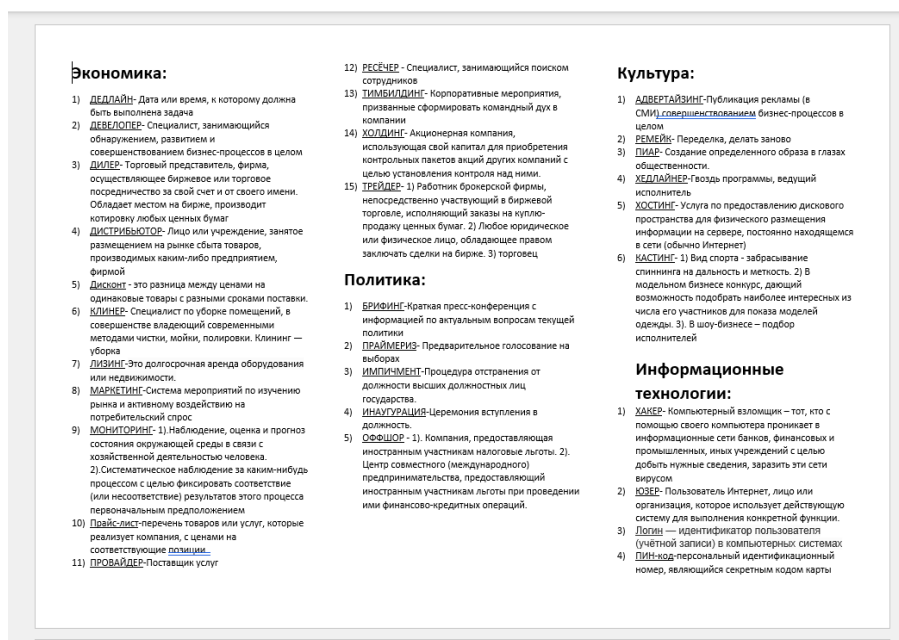 Экономика:
1) ДЕДЛАЙН- Дата или время, к которому должна
быть выполнена задача
2) ДЕВЕЛОПЕР- Специалист, занимающийся
обнаружением, развитием и
совершенствованием бизнес-процессов в целом
3) ДИЛЕР- Торговый представитель, фирма,
осуществляющее биржевое или торговое
посредничество за свой счет и от своего имени.
Обладает местом на бирже, производит
котировку любых ценных бумаг
4) ДИСТРИБЬЮТОР- Лицо или учреждение, занятое
размещением на рынке сбыта товаров,
производимых каким-либо предприятием,
фирмой
5) Дисконт - это разница между ценами на
одинаковые товары с разными сроками поставки.
6) КЛИНЕР- Специалист по уборке помещений, в
совершенстве владеющий современными
методами чистки, мойки, полировки. Клининг —
уборка
7) ЛИЗИНГ-Это долгосрочная аренда оборудования
или недвижимости.
8) МАРКЕТИНГ-Система мероприятий по изучению
рынка и активному воздействию на
потребительский спрос
9) МОНИТОРИНГ- 1).Наблюдение, оценка и прогноз
состояния окружающей среды в связи с
хозяйственной деятельностью человека.
2).Систематическое наблюдение за каким-нибудь
процессом с целью фиксировать соответствие
(или несоответствие) результатов этого процесса
первоначальным предположением
10) Прайс-лист-перечень товаров или услуг, которые
реализует компания, с ценами на
соответствующие позиции..
11) ПРОВАЙДЕР-Поставщик услуг
12) РЕСЁЧЕР - Специалист, занимающийся поиском
сотрудников
13) ТИМБИЛДИНГ- Корпоративные мероприятия,
призванные сформировать командный дух в
компании
14) ХОЛДИНГ- Акционерная компания,
использующая свой капитал для приобретения
контрольных пакетов акций других компаний с
целью установления контроля над ними.
15) ТРЕЙДЕР- 1) Работник брокерской фирмы,
непосредственно участвующий в биржевой
торговле, исполняющий заказы на куплю-
продажу ценных бумаг. 2) Любое юридическое
или физическое лицо, обладающее правом
заключать сделки на бирже. 3) торговец
Политика:
1) БРИФИНГ-Краткая пресс-конференция с
информацией по актуальным вопросам текущей
политики
2) ПРАЙМЕРИЗ- Предварительное голосование на
выборах
3) ИМПИЧМЕНТ-Процедура отстранения от
должности высших должностных лиц
государства.
4) ИНАУГУРАЦИЯ-Церемония вступления в
должность.
5) ОФФШОР - 1). Компания, предоставляющая
иностранным участникам налоговые льготы. 2).
Центр совместного (международного)
предпринимательства, предоставляющий
иностранным участникам льготы при проведении
ими финансово-кредитных операций.
Культура:
1) АДВЕРТАЙЗИНГ-Публикация рекламы (в
СМИ) совершенствованием бизнес-процессов в
целом
2) РЕМЕЙК- Переделка, делать заново
3) ПИАР- Создание определенного образа в глазах
общественности.
4) ХЕДЛАЙНЕР-Гвоздь программы, ведущий
исполнитель
5) ХОСТИНГ- Услуга по предоставлению дискового
пространства для физического размещения
информации на сервере, постоянно находящемся
в сети (обычно Интернет)
6) КАСТИНГ- 1) Вид спорта - забрасывание
спиннинга на дальность и меткость. 2) В
модельном бизнесе конкурс, дающий
возможность подобрать наиболее интересных из
числа его участников для показа моделей
одежды. 3). В шоу-бизнесе – подбор
исполнителей
Информационные
технологии:
1) ХАКЕР- Компьютерный взломщик – тот, кто с
помощью своего компьютера проникает в
информационные сети банков, финансовых и
промышленных, иных учреждений с целью
добыть нужные сведения, заразить эти сети
вирусом
2) ЮЗЕР- Пользователь Интернет, лицо или
организация, которое использует действующую
систему для выполнения конкретной функции.
3) Логин — идентификатор пользователя
(учётной записи) в компьютерных системах
4) ПИН-код-персональный идентификационный
номер, являющийся секретным кодом карты